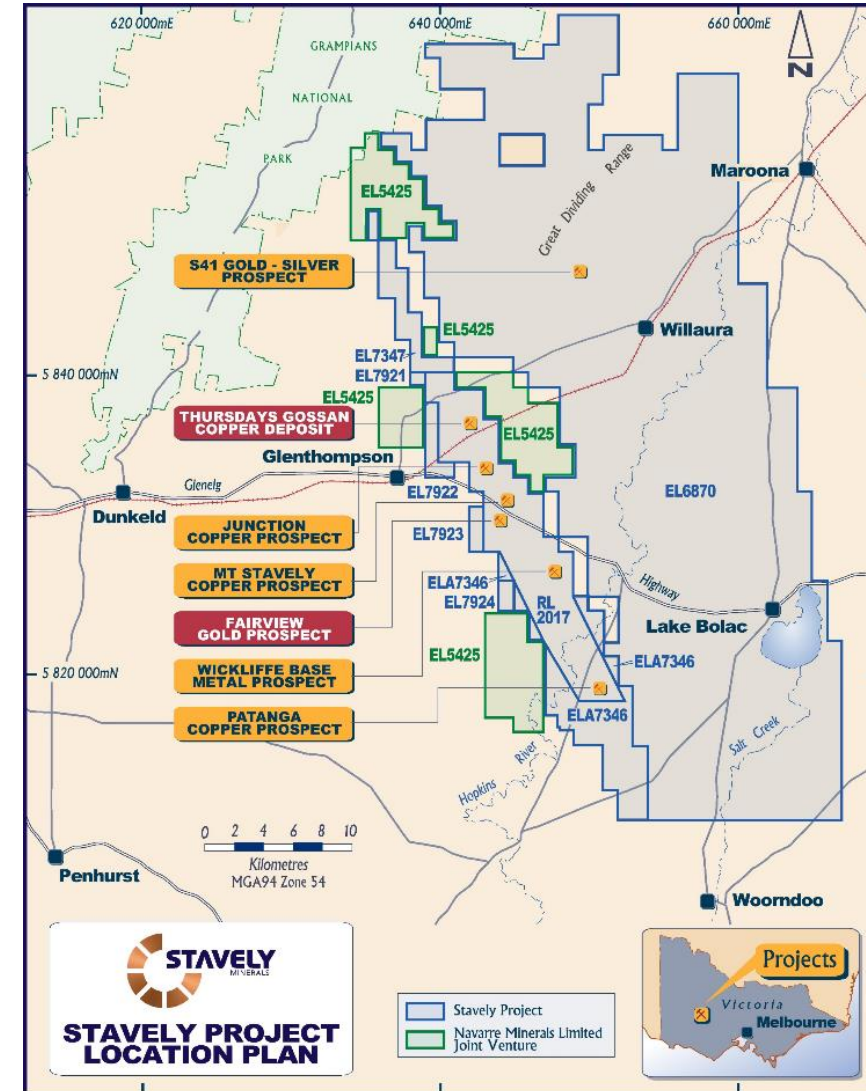 620 000mE
640 000mE
660 000mE
N
GRAMPIANS
NATIONAL
PARK
Great Dividing Range
Maroona
EL5425
S41 GOLD - SILVER
PROSPECT
Willaura
EL5425
EL7347
5 840 000mN
EL7921
EL5425
THURSDAYS GOSSAN
COPPER DEPOSIT
EL5425
Glenthompson
Glenelg
EL7922
EL6870
Dunkeld
JUNCTION
COPPER PROSPECT
EL7923
MT STAVELY
COPPER PROSPECT
ELA7346
EL7924
RL
2017
Highway
Lake Bolac
FAIRVIEW
GOLD PROSPECT
EL5425
ELA7346
WICKLIFFE BASE
METAL PROSPECT
5 820 000mN
PATANGA
COPPER PROSPECT
ELA7346
Hopkins River
Salt Creek
0 2 4 6 8 10
Kilometres
MGA94 Zone 54
Penhurst
Woorndoo
STAVELY
MINERALS
STAVELY PROJECT
LOCATION PLAN
Stavely Project
Navarre Minerals Limited
Joint Venture
Projects
Victoria
Melbourne